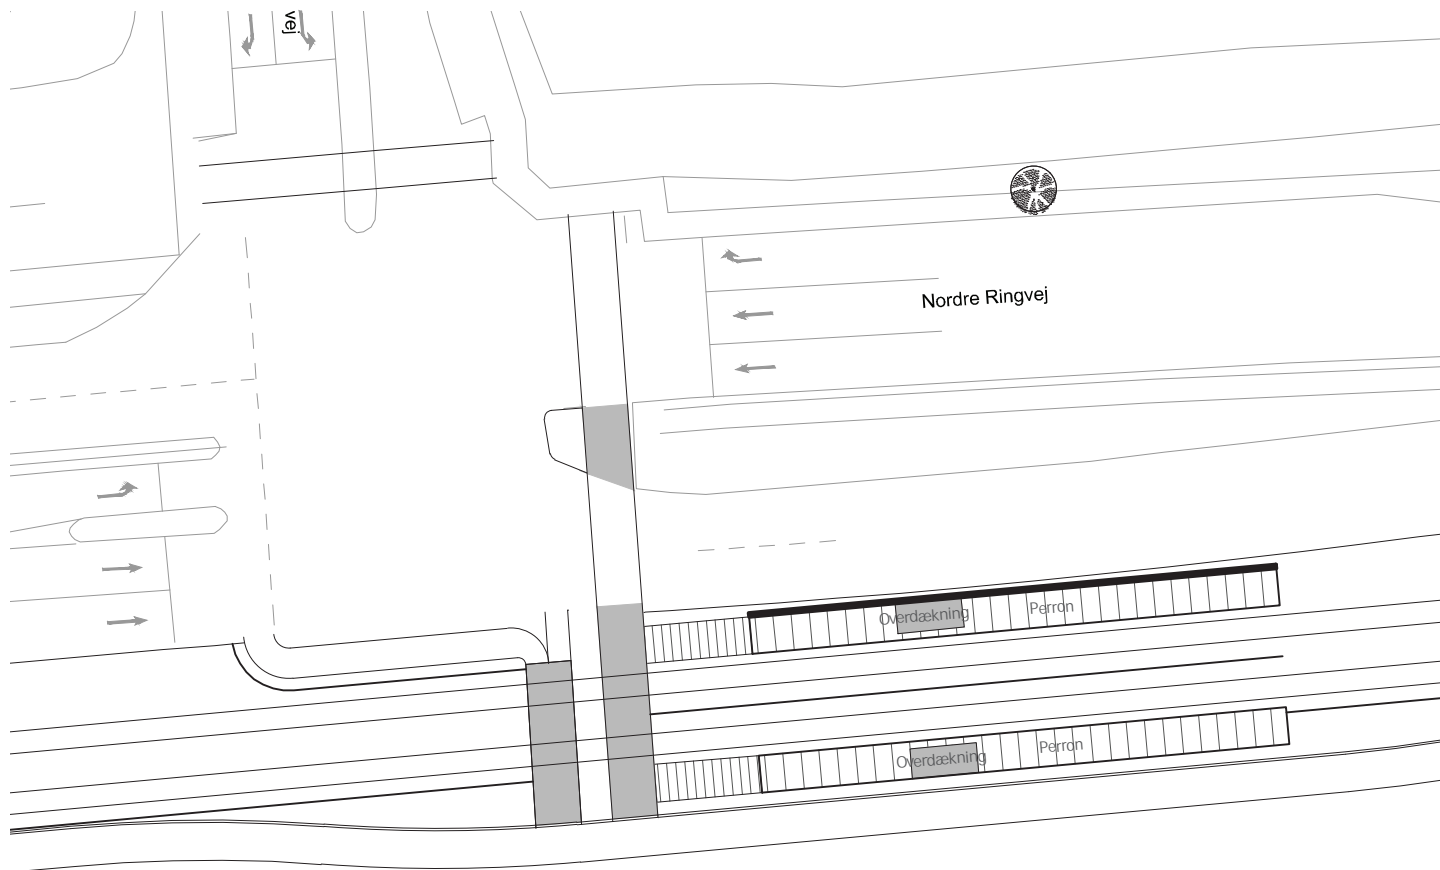 vej
Nordre Ringvej
Overdækning
Perron
Overdækning
Perron